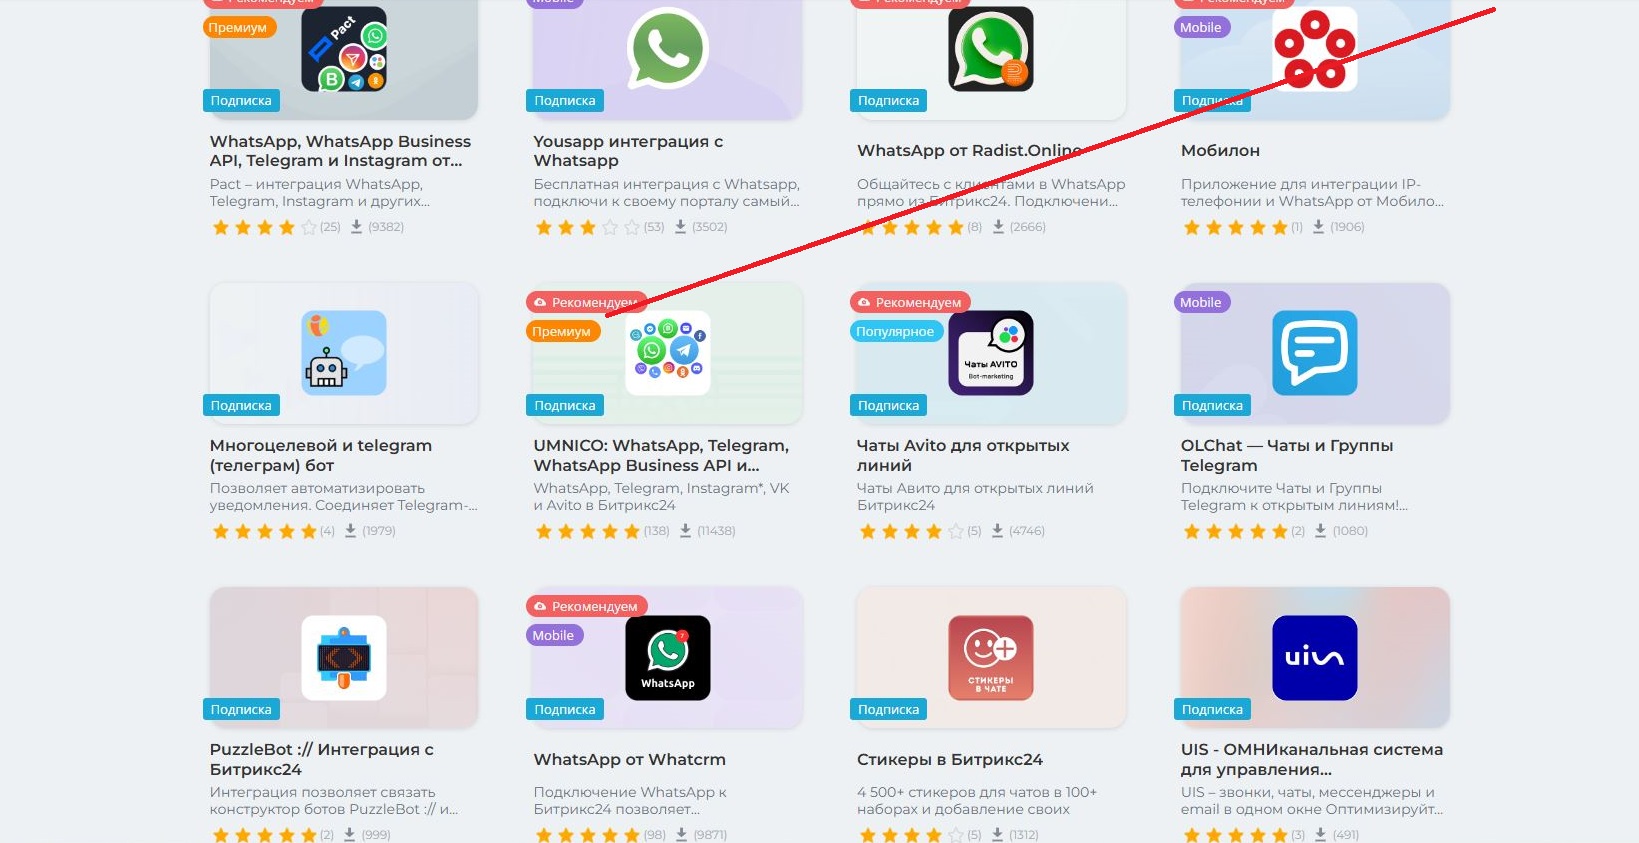 Рекомендуем
Mobile
Рекомендуем
Рекомендуем
Премиум
Mobile
Pact
Подписка
Подписка
Подписка
Подписка
WhatsApp, WhatsApp Business
API, Telegram и Instagram от...
Pact – интеграция WhatsApp,
Telegram, Instagram и других...
(25) (9382)
Yousapp интеграция с
Whatsapp
Бесплатная интеграция с Whatsapp,
подключи к своему порталу самый...
(53) (3502)
WhatsApp от Radist.Online
Общайтесь с клиентами в WhatsApp
прямо из Битрикс24. Подключени...
(8) (2666)
Мобилон
Приложение для интеграции IP-
телефонии и WhatsApp от Мобило...
(1) (1906)
Подписка
Многоцелевой и telegram
(телеграм) бот
Позволяет автоматизировать
уведомления. Соединяет Telegram-...
(4) (1979)
Рекомендуем
Премиум
Подписка
UMNICO: WhatsApp, Telegram,
WhatsApp Business API и...
WhatsApp, Telegram, Instagram*, VK
и Avito в Битрикс24
(138) (11438)
Рекомендуем
Популярное
Чаты AVITO
Bot-marketing
Подписка
Чаты Avito для открытых
линий
Чаты Авито для открытых линий
Битрикс24
(5) (4746)
Mobile
Подписка
OLChat — Чаты и Группы
Telegram
Подключите Чаты и Группы
Telegram к открытым линиям!...
(2) (1080)
Подписка
PuzzleBot :// Интеграция с
Битрикс24
Интеграция позволяет связать
конструктор ботов PuzzleBot :// и...
(2) (999)
Рекомендуем
Mobile
7
WhatsApp
Подписка
WhatsApp от Whatcrm
Подключение WhatsApp к
Битрикс24 позволяет...
(98) (9871)
СТИКЕРЫ
В ЧАТЕ
Подписка
Стикеры в Битрикс24
4 500+ стикеров для чатов в 100+
наборах и добавление своих
(5) (1312)
uis
Подписка
UIS - ОМНИканальная система
для управления...
UIS – звонки, чаты, мессенджеры и
email в одном окне Оптимизируйт...
(3) (491)